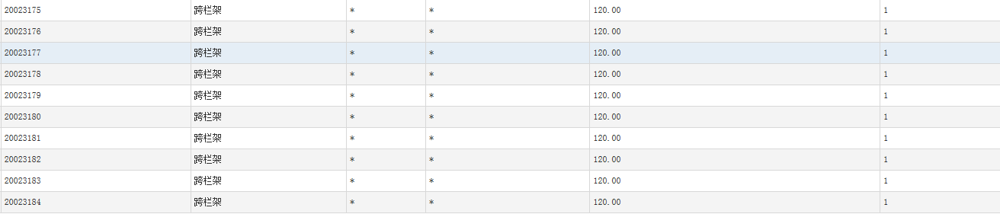 20023175 跨栏架 * * 120.00 1
20023176 跨栏架 * * 120.00 1
20023177 跨栏架 * * 120.00 1
20023178 跨栏架 * * 120.00 1
20023179 跨栏架 * * 120.00 1
20023180 跨栏架 * * 120.00 1
20023181 跨栏架 * * 120.00 1
20023182 跨栏架 * * 120.00 1
20023183 跨栏架 * * 120.00 1
20023184 跨栏架 * * 120.00 1